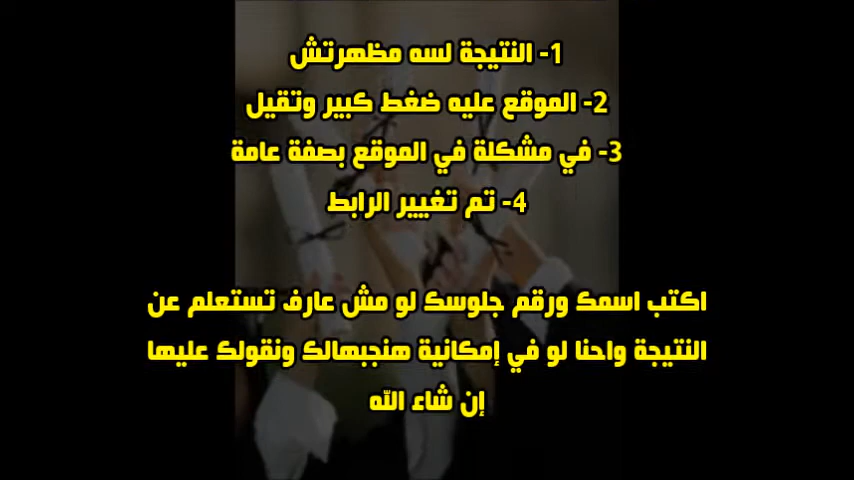 1- النتيجة لسه مظهرتش
2- الموقع عليه ضغط كبير وتقيل
3- في مشكلة في الموقع بصفة عامة
4- تم تغيير الرابط
اكتب اسمك ورقم جلوسك لو مش عارف تستعلم عن
النتيجة واحنا لو في إمكانية هنجبهالك ونقولك عليها
إن شاء الله